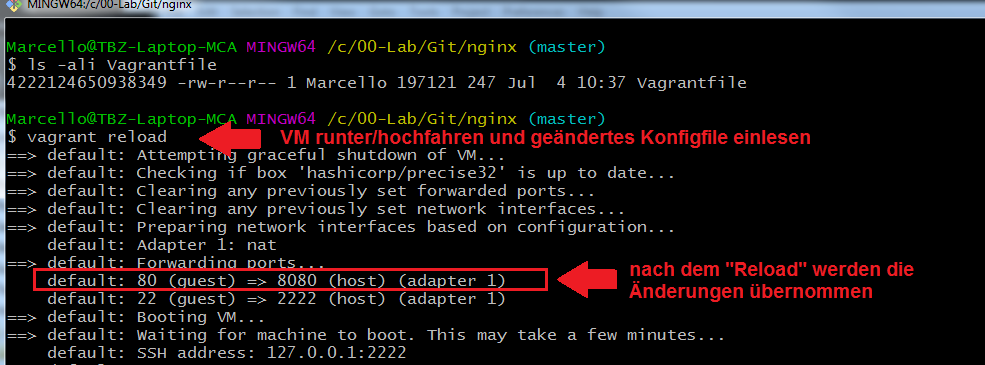 MINGW64:/c/00-Lab/Git/nginx
Marcello@TBZ-Laptop-MCA MINGW64 /c/00-Lab/Git/nginx (master)
$ ls -ali Vagrantfile
4222124650938349 -rw-r--r-- 1 Marcello 197121 247 Jul  4 10:37 Vagrantfile
Marcello@TBZ-Laptop-MCA MINGW64 /c/00-Lab/Git/nginx (master)
$ vagrant reload
VM runter/hochfahren und geändertes Konfigfile einlesen
==> default: Attempting graceful shutdown of VM...
==> default: Checking if box 'hashicorp/precise32' is up to date...
==> default: Clearing any previously set forwarded ports...
==> default: Clearing any previously set network interfaces...
==> default: Preparing network interfaces based on configuration...
default: Adapter 1: nat
==> default: Forwarding ports...
default: 80 (guest) => 8080 (host) (adapter 1)
nach dem "Reload" werden die
Änderungen übernommen
default: 22 (guest) => 2222 (host) (adapter 1)
==> default: Booting VM...
==> default: Waiting for machine to boot. This may take a few minutes...
default: SSH address: 127.0.0.1:2222